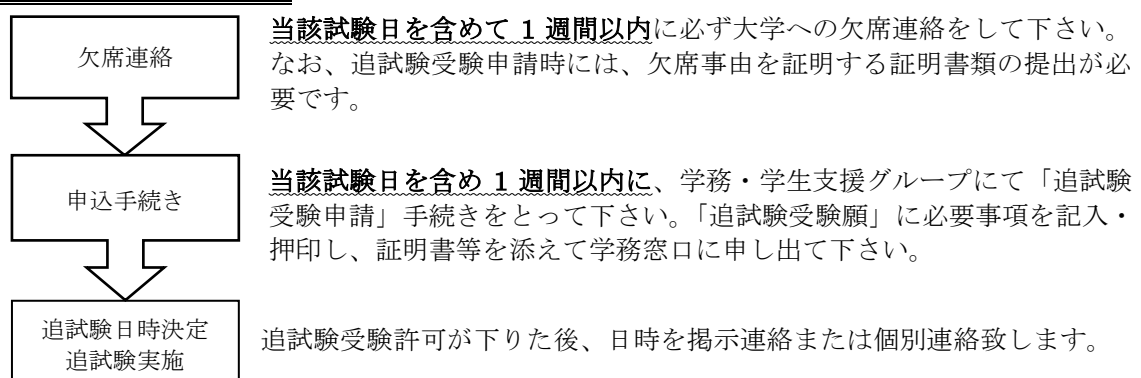 欠席連絡
当該試験日を含めて 1 週間以内に必ず大学への欠席連絡をして下さい。
なお、追試験受験申請時には、欠席事由を証明する証明書類の提出が必
要です。
申込手続き
当該試験日を含め 1 週間以内に、学務・学生支援グループにて「追試験
受験申請」手続きをとって下さい。「追試験受験願」に必要事項を記入・
押印し、証明書等を添えて学務窓口に申し出て下さい。
追試験日時決定
追試験実施
追試験受験許可が下りた後、日時を掲示連絡または個別連絡致します。